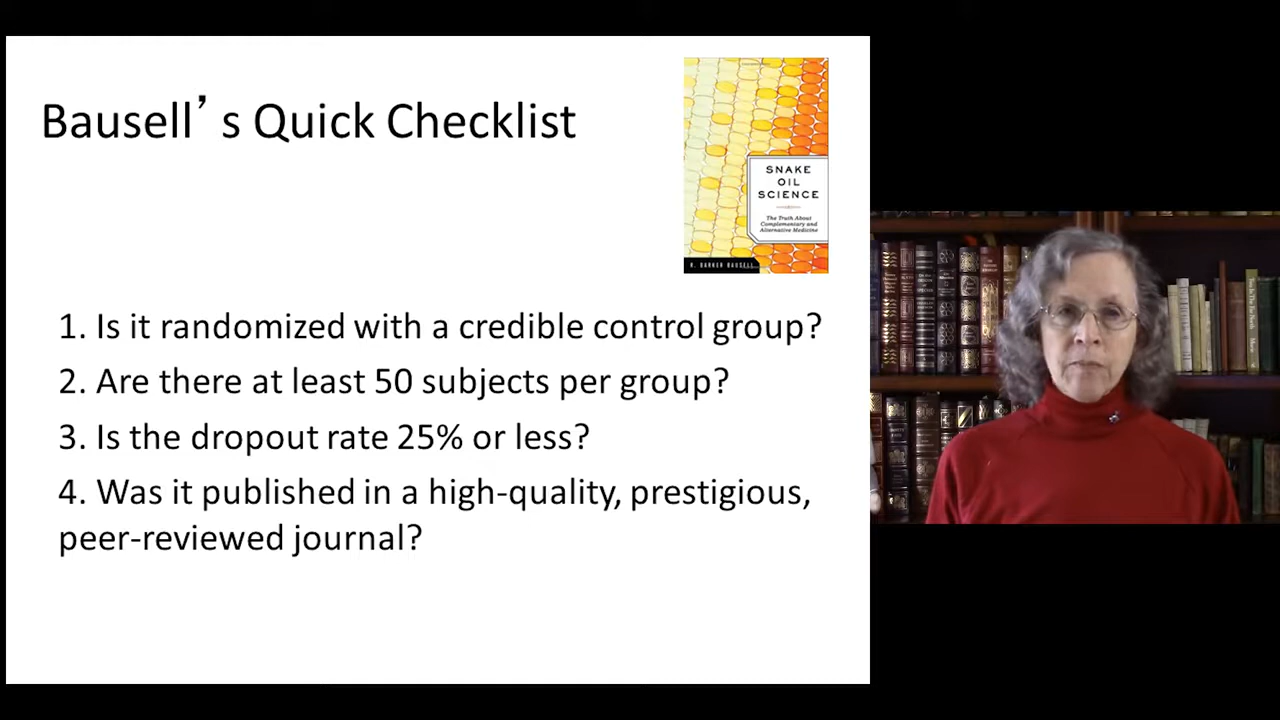 Bausell’s Quick Checklist
SNAKE
OIL
SCIENCE
The Truth About
Complementary and
Alternative Medicine
R. BARKER BAUSELL
1. Is it randomized with a credible control group?
2. Are there at least 50 subjects per group?
3. Is the dropout rate 25% or less?
4. Was it published in a high-quality, prestigious,
peer-reviewed journal?